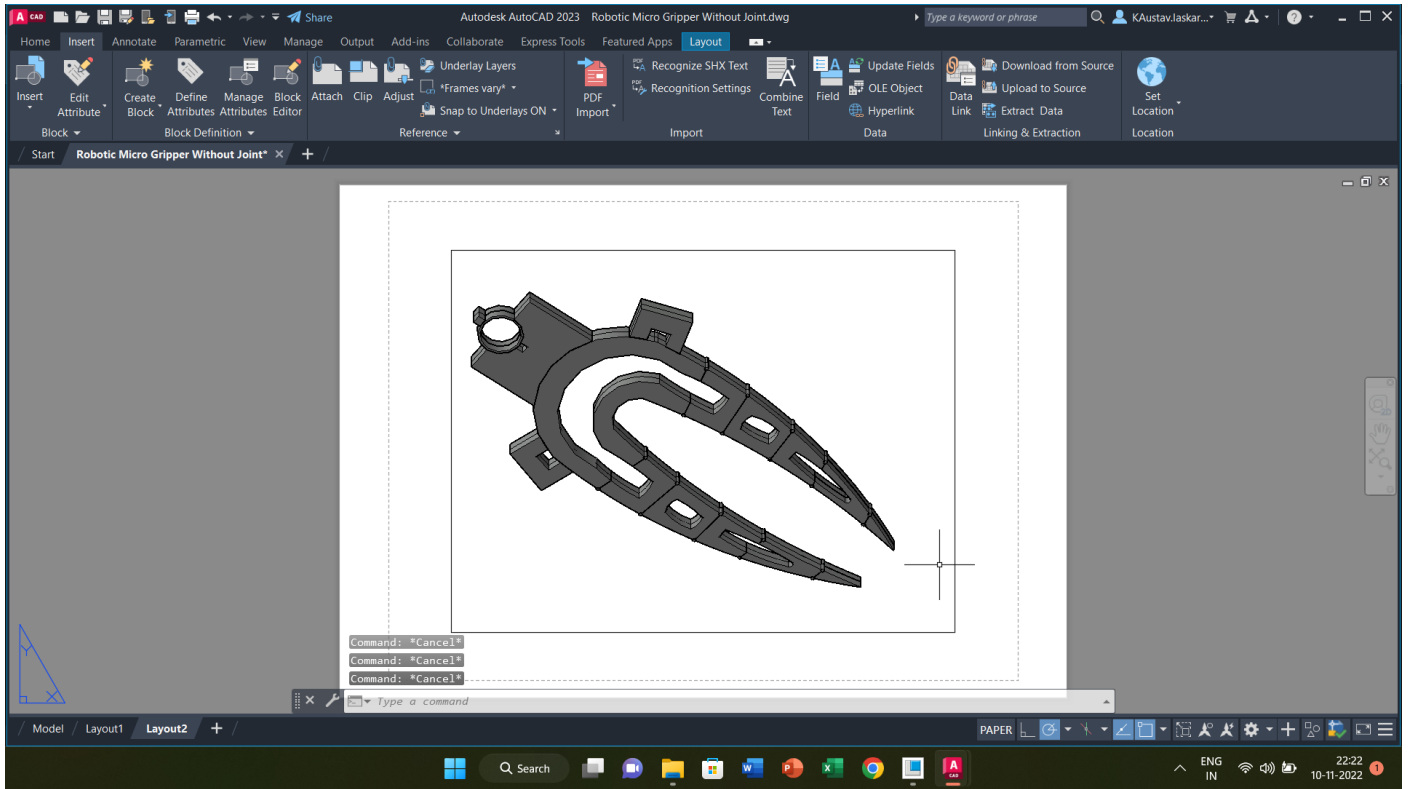 A CAD Share Autodesk AutoCAD 2023 Robotic Micro Gripper Without Joint.dwg Type a keyword or phrase KAustav.laskar...
Home Insert Annotate Parametric View Manage Output Add-ins Collaborate Express Tools Featured Apps Layout
Insert
Edit
Attribute
Block
Create
Block
Define
Attributes
Manage
Attributes
Block
Editor
Block Definition
Attach
Clip
Adjust
Underlay Layers
*Frames vary*
Snap to Underlays ON
Reference
PDF
Import
PDF Recognize SHX Text
PDF Recognition Settings
Combine
Text
Import
Field
Update Fields
OLE Object
Hyperlink
Data
Data
Link
Download from Source
Upload to Source
Extract Data
Linking & Extraction
Set
Location
Location
Start Robotic Micro Gripper Without Joint*
Command: *Cancel*
Command: *Cancel*
Command: *Cancel*
Type a command
Y
X
Model Layout1 Layout2
PAPER
Search
W P X A CAD
ENG
IN
22:22
10-11-2022
1